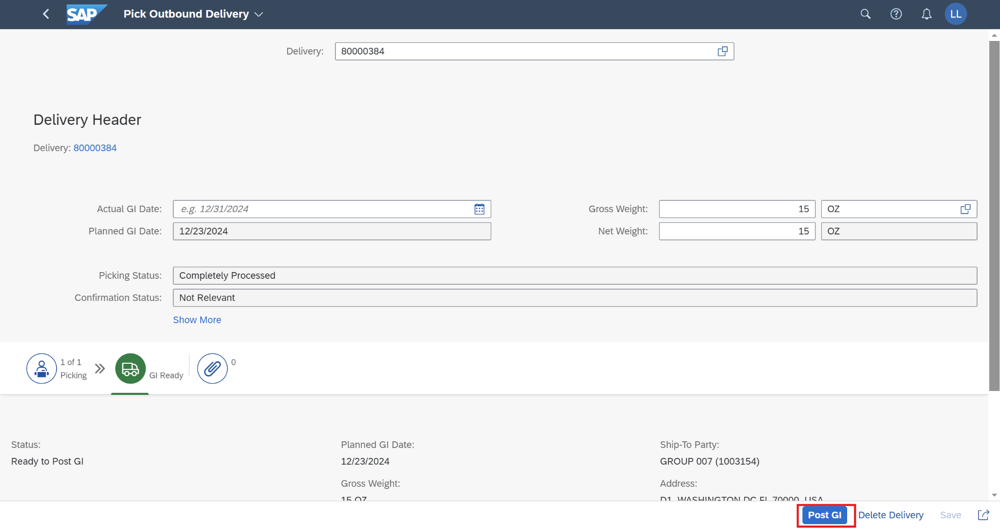 SAP Pick Outbound Delivery LL
Delivery: 80000384
Delivery Header
Delivery: 80000384
Actual GI Date: e.g. 12/31/2024 Gross Weight: 15 OZ
Planned GI Date: 12/23/2024 Net Weight: 15 OZ
Picking Status: Completely Processed
Confirmation Status: Not Relevant
Show More
1 of 1 0
Picking GI Ready
Status: Planned GI Date: Ship-To Party:
Ready to Post GI 12/23/2024 GROUP 007 (1003154)
Gross Weight: Address:
15 OZ D1, WASHINGTON DC FL 70000, USA
Post GI Delete Delivery Save